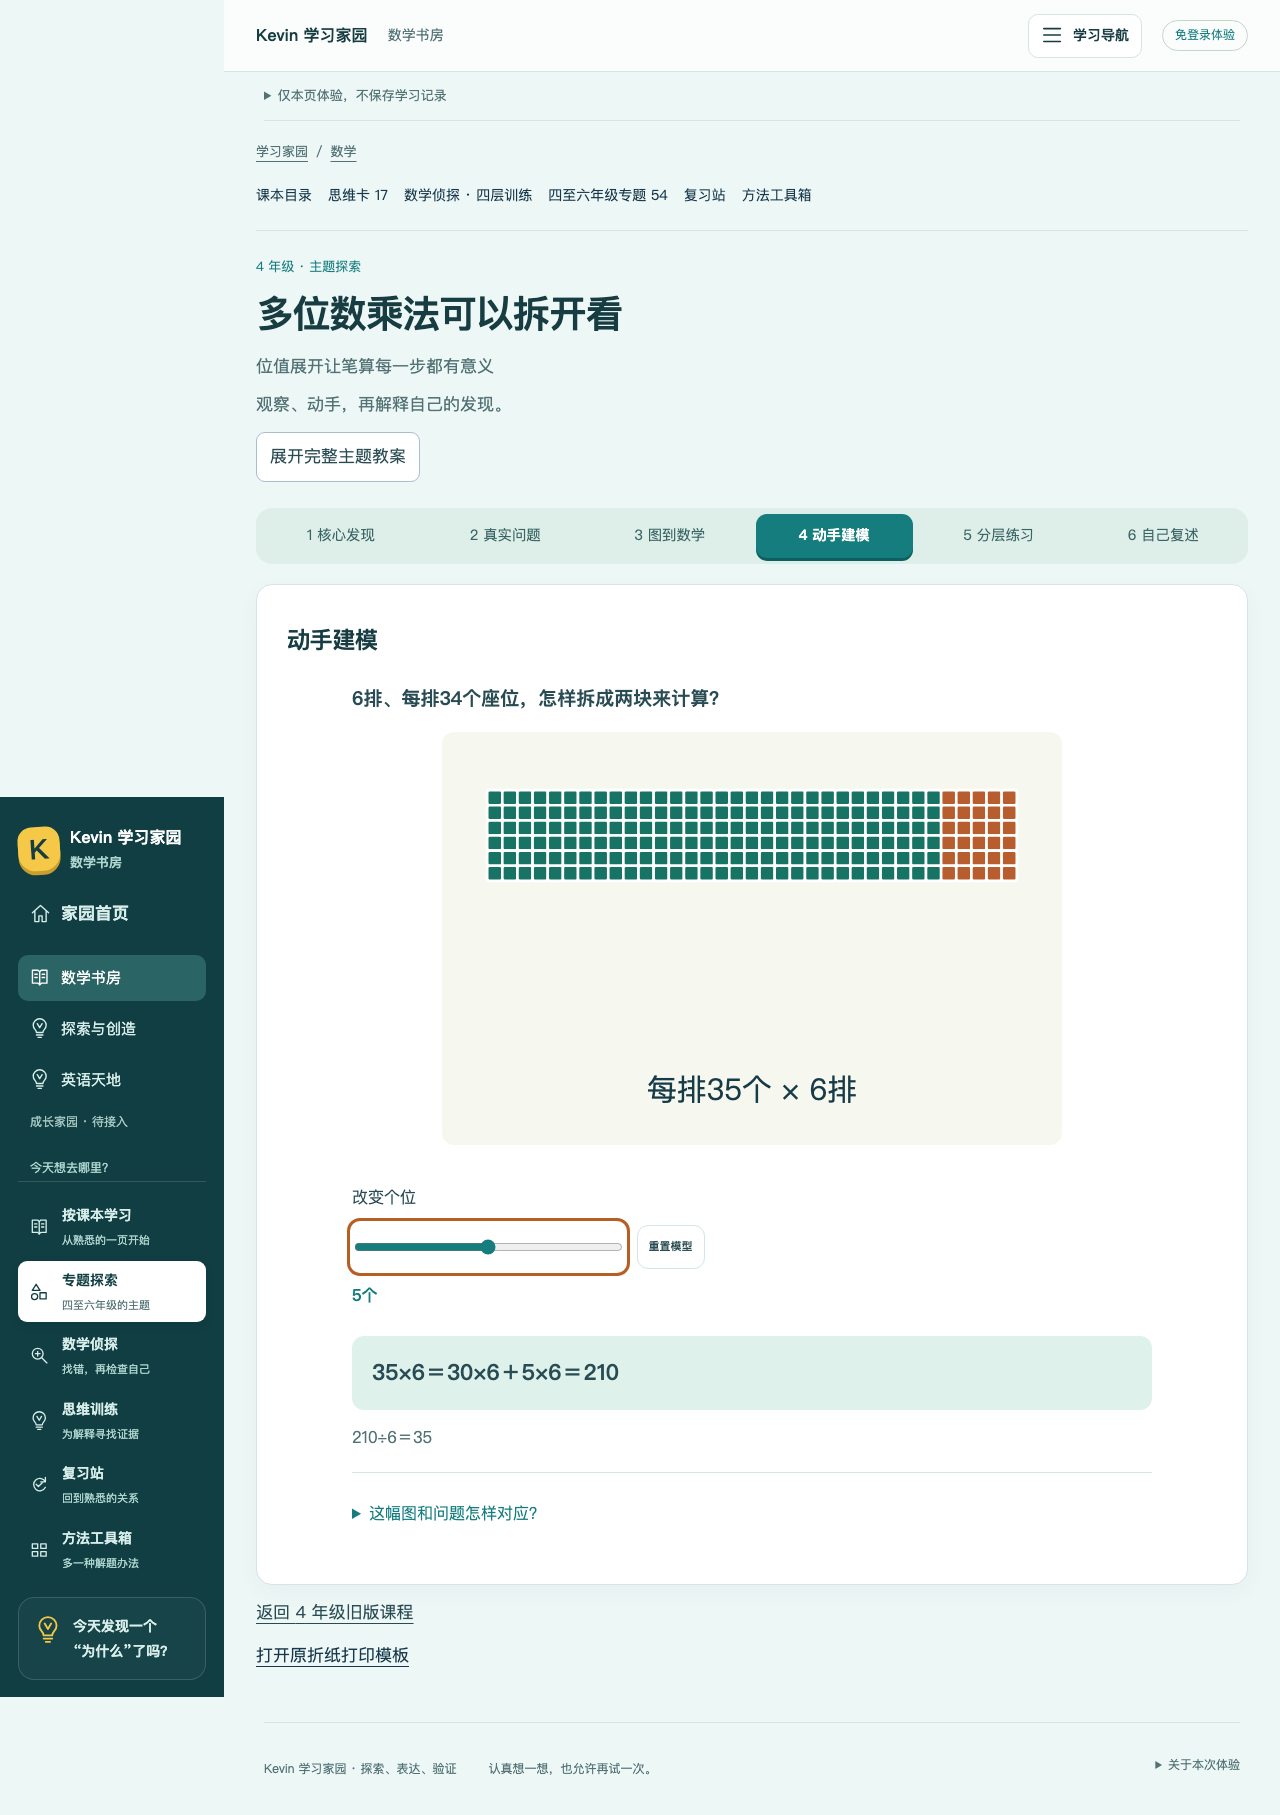 Kevin 学习家园
数学书房
学习导航
免登录体验
仅本页体验，不保存学习记录
学习家园 / 数学
课本目录 思维卡 17 数学侦探 · 四层训练 四至六年级专题 54 复习站 方法工具箱
4 年级 · 主题探索
多位数乘法可以拆开看
位值展开让笔算每一步都有意义
观察、动手，再解释自己的发现。
展开完整主题教案
1 核心发现
2 真实问题
3 图到数学
4 动手建模
5 分层练习
6 自己复述
动手建模
6排、每排34个座位，怎样拆成两块来计算？
每排35个 × 6排
改变个位
重置模型
5个
35×6＝30×6＋5×6＝210
210÷6＝35
这幅图和问题怎样对应？
返回 4 年级旧版课程
打开原折纸打印模板
K
Kevin 学习家园
数学书房
家园首页
数学书房
探索与创造
英语天地
成长家园 · 待接入
今天想去哪里？
按课本学习
从熟悉的一页开始
专题探索
四至六年级的主题
数学侦探
找错，再检查自己
思维训练
为解释寻找证据
复习站
回到熟悉的关系
方法工具箱
多一种解题办法
今天发现一个
“为什么”了吗？
Kevin 学习家园 · 探索、表达、验证
认真想一想，也允许再试一次。
关于本次体验